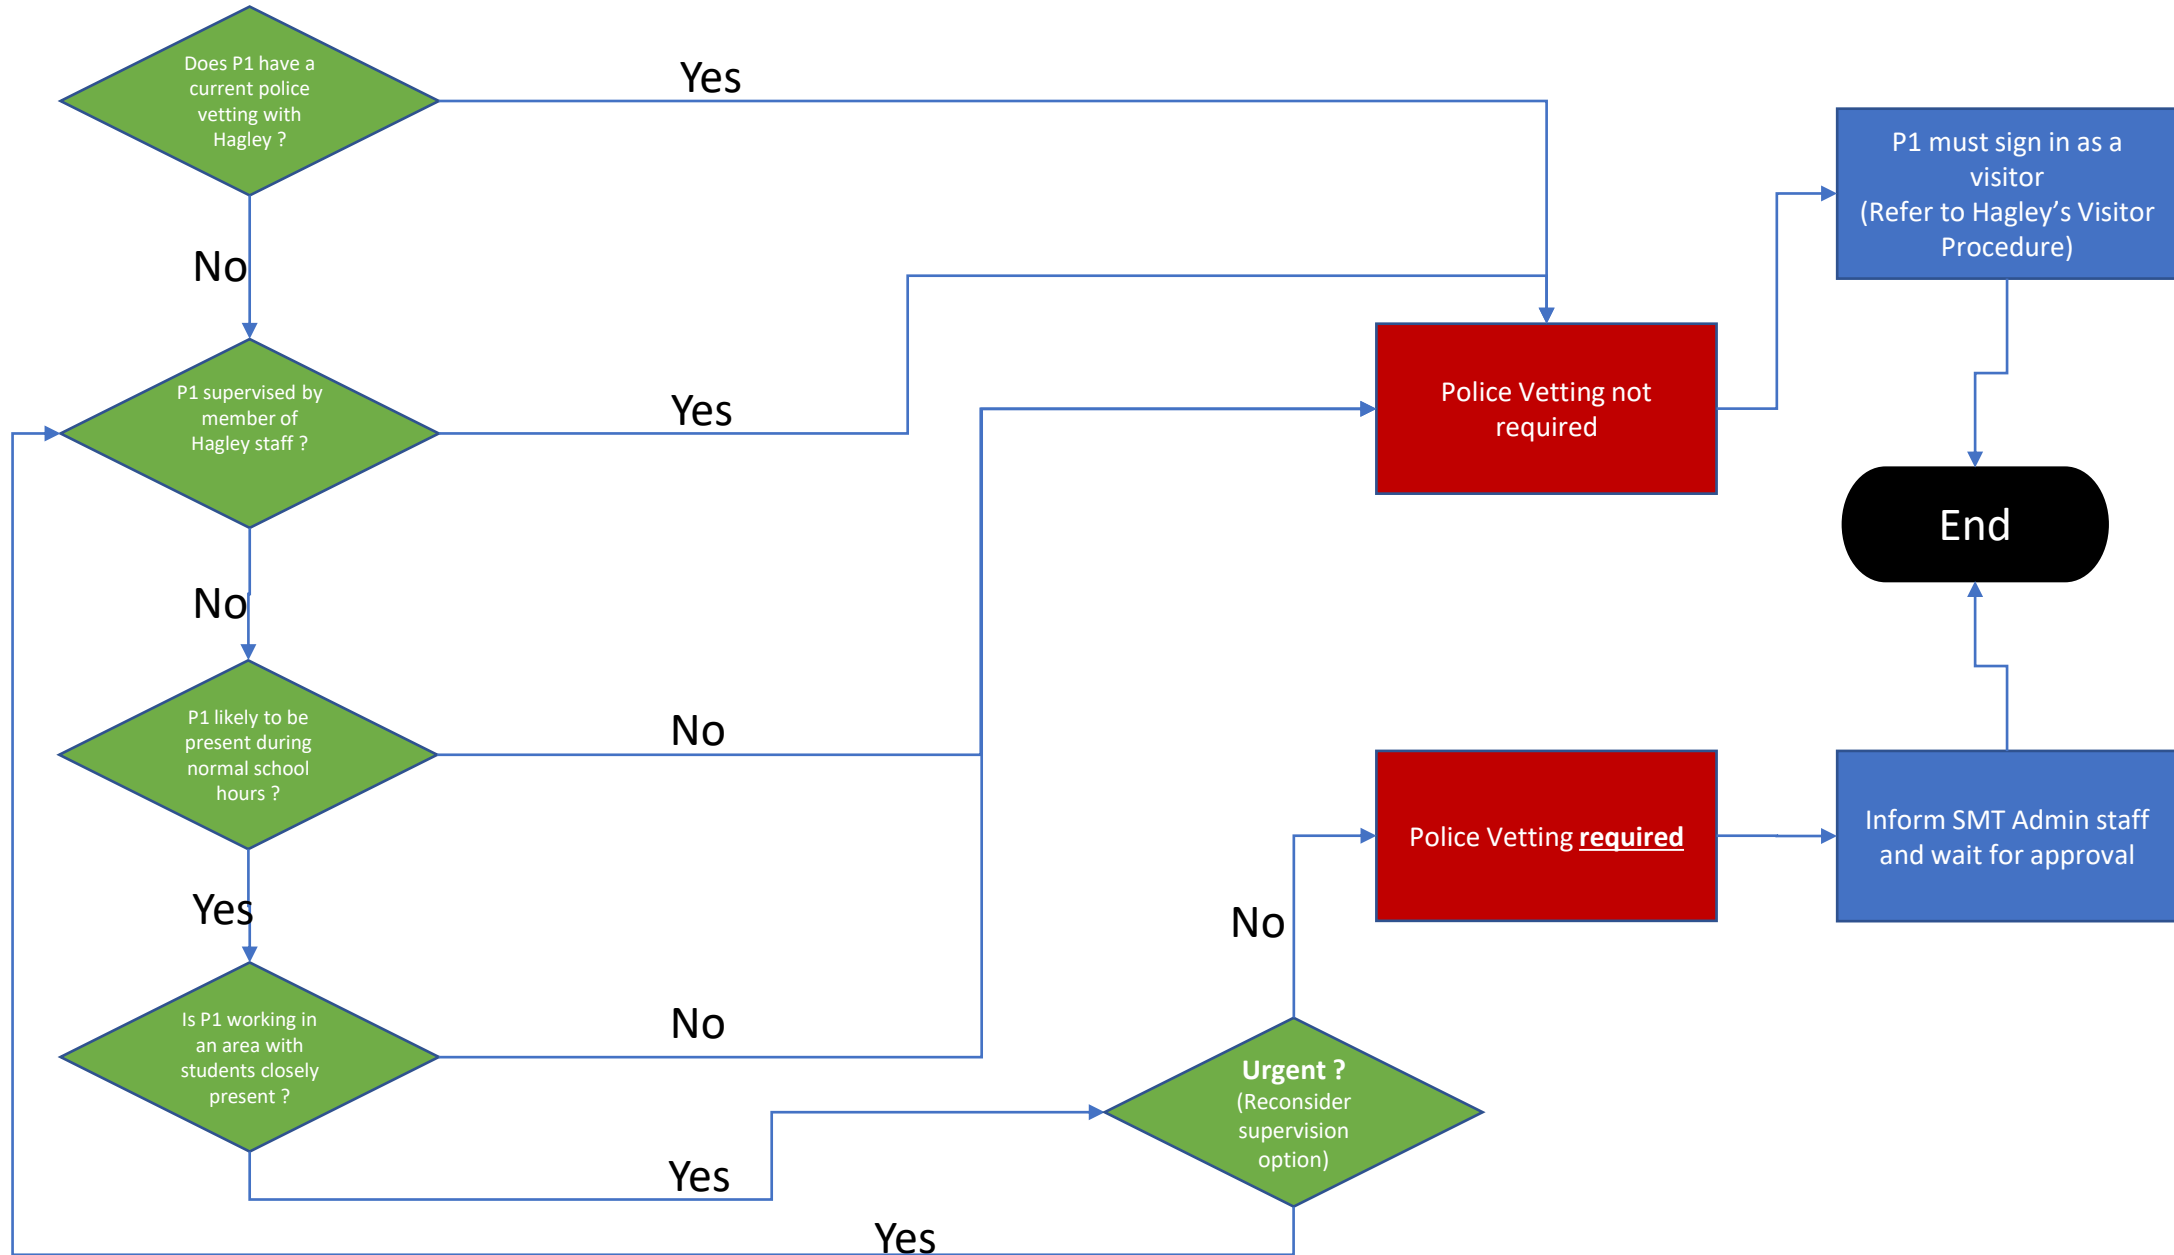 Does P1 have a
current police
vetting with
Hagley ?
Yes
No
P1 must sign in as a
visitor
(Refer to Hagley’s Visitor
Procedure)
P1 supervised by
member of
Hagley staff ?
Yes
No
Police Vetting not
required
End
P1 likely to be
present during
normal school
hours ?
No
Yes
Police Vetting required
Inform SMT Admin staff
and wait for approval
No
Is P1 working in
an area with
students closely
present ?
No
Yes
Urgent ?
(Reconsider
supervision
option)
Yes